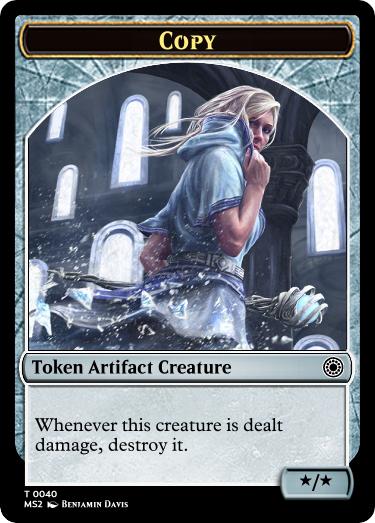 Copy
Token Artifact Creature
Whenever this creature is dealt
damage, destroy it.
★/★
T 0040
MS2 Benjamin Davis